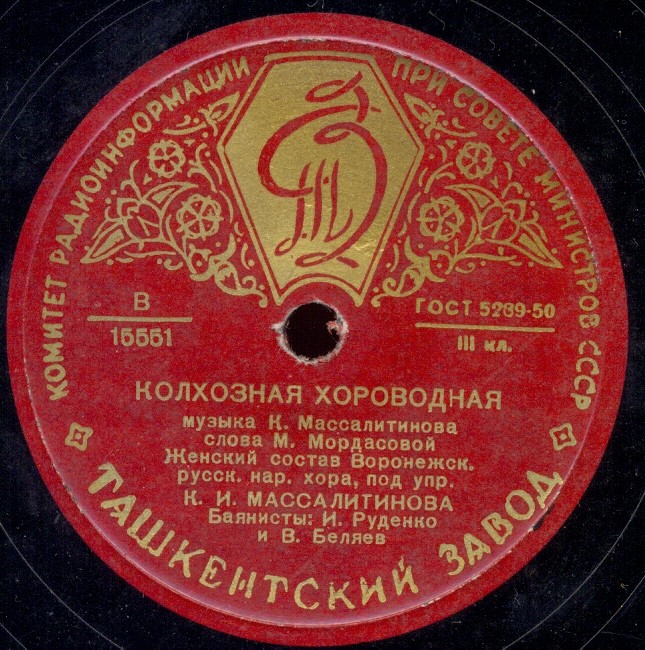 КОМИТЕТ РАДИОИНФОРМАЦИИ ПРИ СОВЕТЕ МИНИСТРОВ СССР
В
15551
ГОСТ 5289-50
III кл.
КОЛХОЗНАЯ ХОРОВОДНАЯ
музыка К. Массалитинова
слова М. Мордасовой
Женский состав Воронежск.
русск. нар. хора, под упр.
К. И. МАССАЛИТИНОВА
Баянисты: И. Руденко
и В. Беляев
ТАШКЕНТСКИЙ ЗАВОД